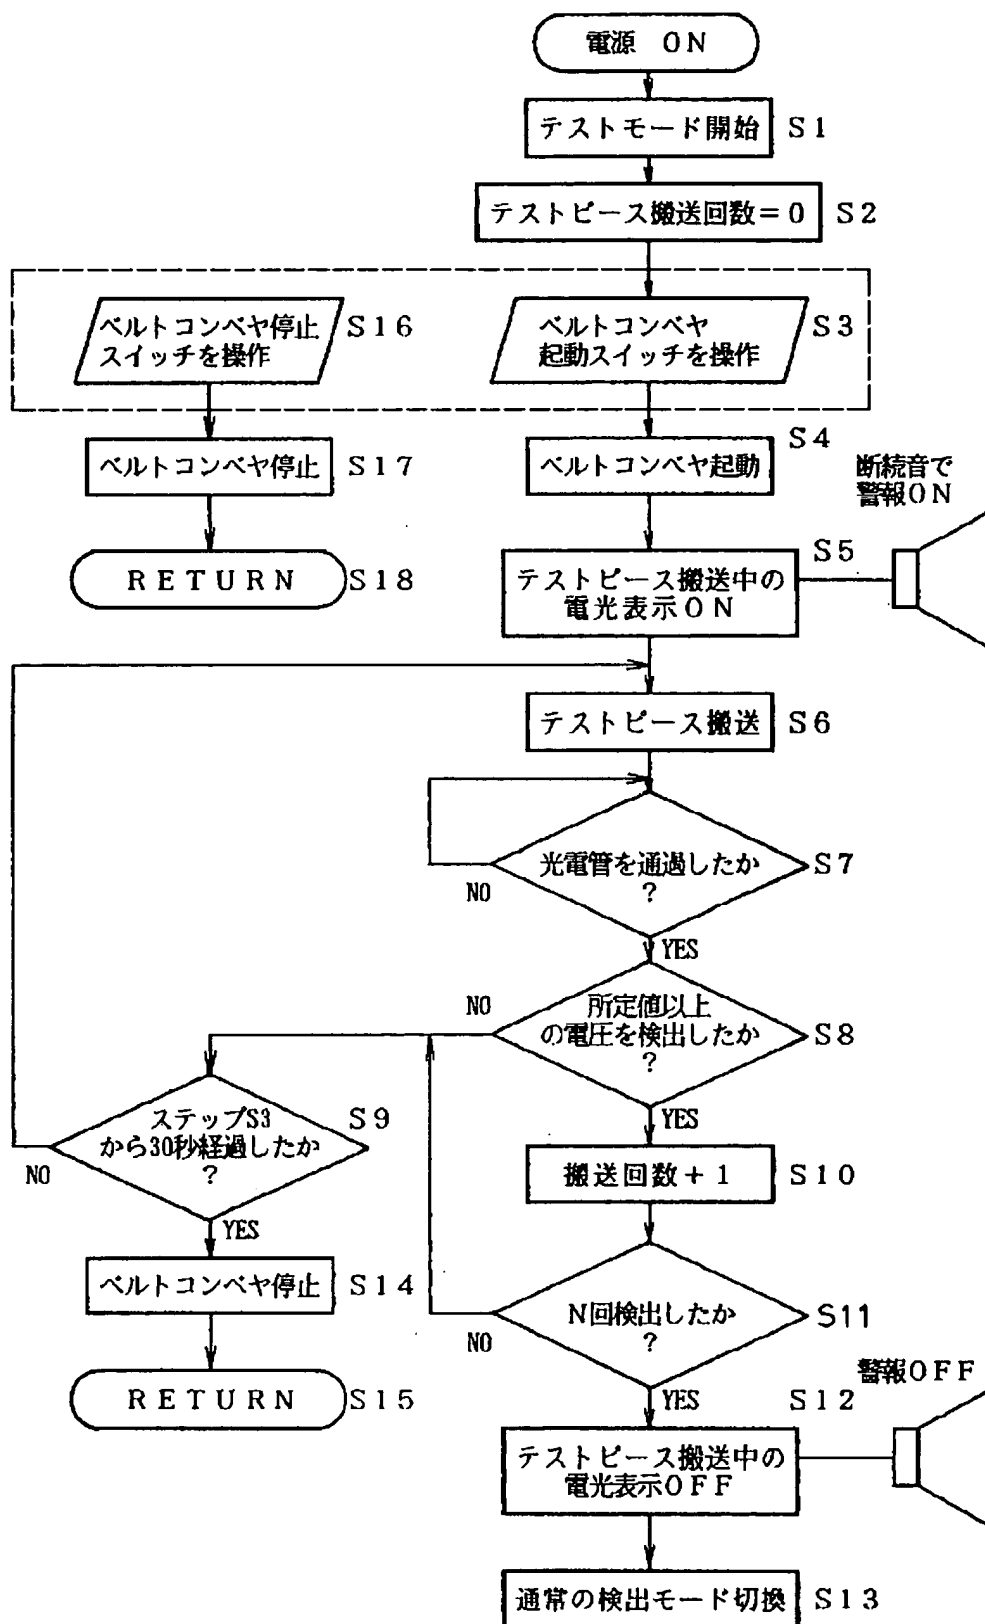 電源 ON
テストモード開始 S1
テストピース搬送回数=0 S2
ベルトコンベヤ停止
スイッチを操作
S16
ベルトコンベヤ
起動スイッチを操作
S3
ベルトコンベヤ停止 S17
S4
ベルトコンベヤ起動
断続音で
警報ON
RETURN S18
S5
テストピース搬送中の
電光表示ON
テストピース搬送 S6
光電管を通過したか
?
S7
NO
YES
所定値以上
の電圧を検出したか
?
S8
NO
YES
ステップS3
から30秒経過したか
?
S9
NO
YES
搬送回数+1 S10
ベルトコンベヤ停止 S14
N回検出したか
?
S11
NO
YES
RETURN S15
S12
警報OFF
テストピース搬送中の
電光表示OFF
通常の検出モード切換 S13